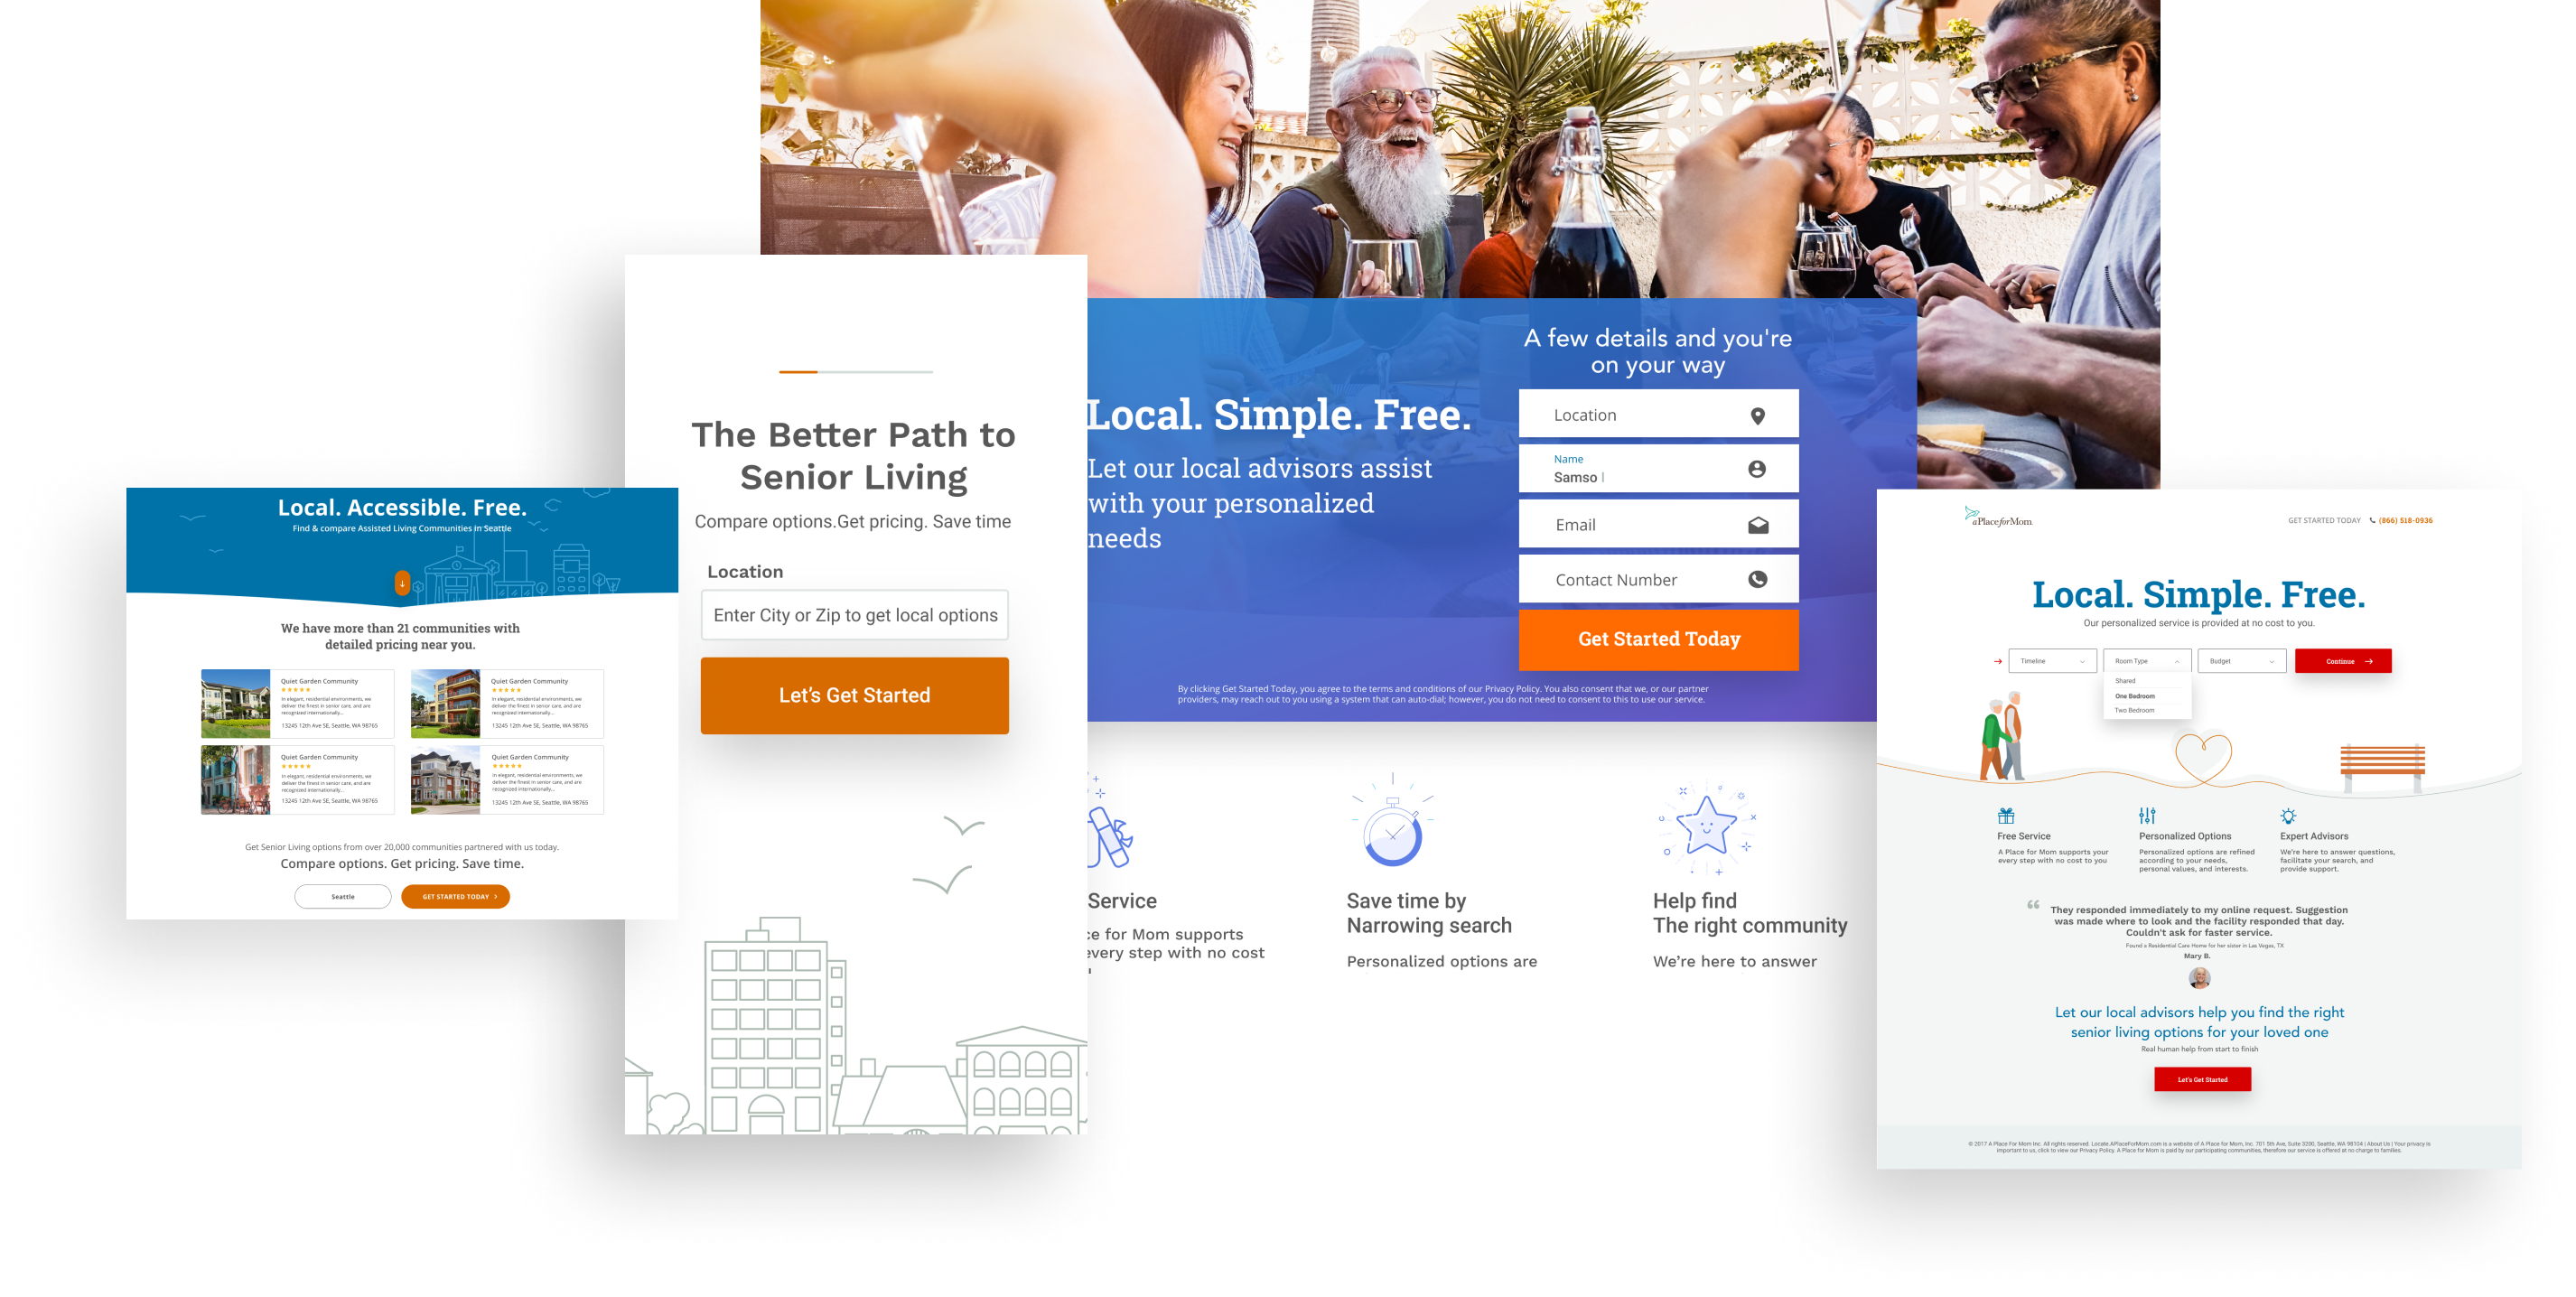 Local. Accessible. Free.
Find & compare Assisted Living Communities in Seattle
We have more than 21 communities with
detailed pricing near you.
Quiet Garden Community
In elegant, residential environments, we
deliver the finest in senior care, and are
recognized internationally...
13245 12th Ave SE, Seattle, WA 98765
Quiet Garden Community
In elegant, residential environments, we
deliver the finest in senior care, and are
recognized internationally...
13245 12th Ave SE, Seattle, WA 98765
Quiet Garden Community
In elegant, residential environments, we
deliver the finest in senior care, and are
recognized internationally...
13245 12th Ave SE, Seattle, WA 98765
Quiet Garden Community
In elegant, residential environments, we
deliver the finest in senior care, and are
recognized internationally...
13245 12th Ave SE, Seattle, WA 98765
Get Senior Living options from over 20,000 communities partnered with us today.
Compare options. Get pricing. Save time.
Seattle
GET STARTED TODAY >
The Better Path to
Senior Living
Compare options.Get pricing. Save time
Location
Enter City or Zip to get local options
Let's Get Started
Local. Simple. Free.
Let our local advisors assist
with your personalized
needs
A few details and you're
on your way
Location
Name
Samso
Email
Contact Number
Get Started Today
By clicking Get Started Today, you agree to the terms and conditions of our Privacy Policy. You also consent that we, or our partner
providers, may reach out to you using a system that can auto-dial; however, you do not need to consent to this to use our service.
Service
ce for Mom supports
every step with no cost
Save time by
Narrowing search
Personalized options are
Help find
The right community
We're here to answer
aPlaceforMom.
GET STARTED TODAY (866) 518-0936
Local. Simple. Free.
Our personalized service is provided at no cost to you.
Timeline
Room Type
Budget
Continue →
Shared
One Bedroom
Two Bedroom
Free Service
A Place for Mom supports your
every step with no cost to you
Personalized Options
Personalized options are refined
according to your needs,
personal values, and interests.
Expert Advisors
We're here to answer questions,
facilitate your search, and
provide support.
“ They responded immediately to my online request. Suggestion
was made where to look and the facility responded that day.
Couldn't ask for faster service.
Found a Residential Care Home for her sister in Las Vegas, TX
Mary B.
Let our local advisors help you find the right
senior living options for your loved one
Real human help from start to finish
Let's Get Started
© 2017 A Place For Mom Inc. All rights reserved. Locate APlaceForMom.com is a website of A Place for Mom, Inc. 701 5th Ave, Suite 3200, Seattle, WA 98104 | About Us | Your privacy is
important to us, click to view our Privacy Policy. A Place for Mom is paid by our participating communities, therefore our service is offered at no charge to families.